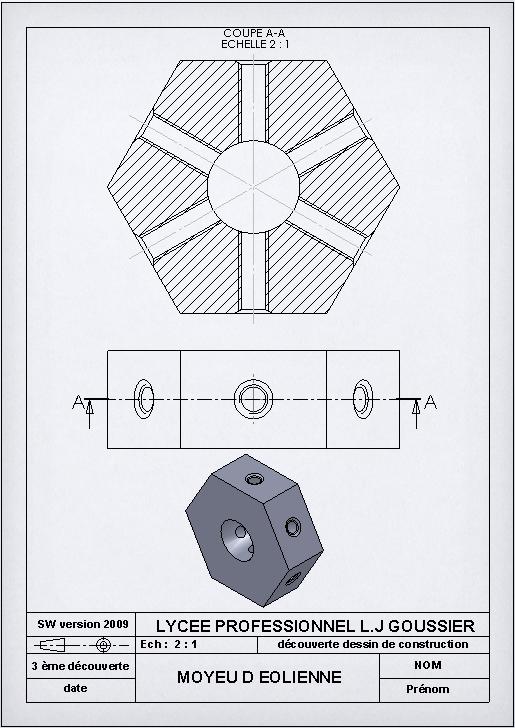 COUPE A-A
ECHELLE 2 : 1
A A
SW version 2009
LYCEE PROFESSIONNEL L.J GOUSSIER
Ech : 2 : 1
découverte dessin de construction
3 ème découverte
MOYEU D EOLIENNE
NOM
date
Prénom